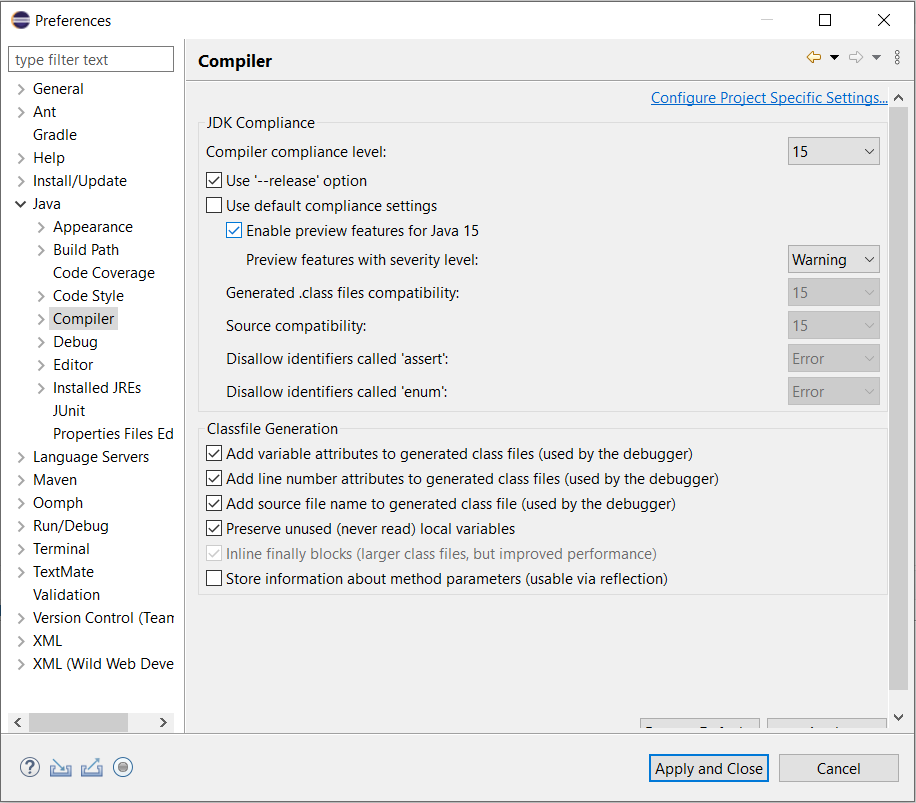 Preferences
type filter text
General
Ant
Gradle
Help
Install/Update
Java
Appearance
Build Path
Code Coverage
Code Style
Compiler
Debug
Editor
Installed JREs
JUnit
Properties Files Ed
Language Servers
Maven
Oomph
Run/Debug
Terminal
TextMate
Validation
Version Control (Team
XML
XML (Wild Web Deve
Compiler
Configure Project Specific Settings...
JDK Compliance
Compiler compliance level: 15
Use '--release' option
Use default compliance settings
Enable preview features for Java 15
Preview features with severity level: Warning
Generated .class files compatibility: 15
Source compatibility: 15
Disallow identifiers called 'assert': Error
Disallow identifiers called 'enum': Error
Classfile Generation
Add variable attributes to generated class files (used by the debugger)
Add line number attributes to generated class files (used by the debugger)
Add source file name to generated class file (used by the debugger)
Preserve unused (never read) local variables
Inline finally blocks (larger class files, but improved performance)
Store information about method parameters (usable via reflection)
Apply and Close Cancel